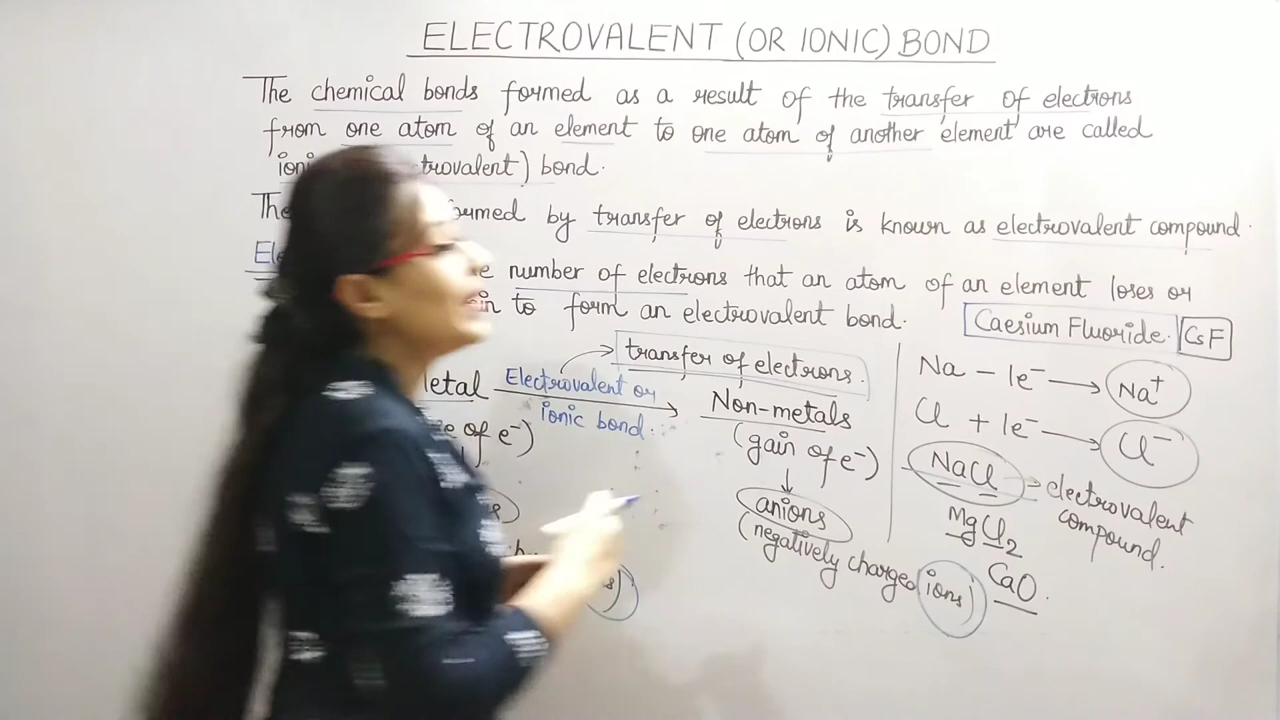 ELECTROVALENT (OR IONIC) BOND
The chemical bonds formed as a result of the transfer of electrons
from one atom of an element to one atom of another element are called
trovalent) bond.
by transfer of electrons is known as electrovalent compound.
number of electrons that an atom of an element loses or
to form an electrovalent bond.
Caesium Fluoride. CsF
transfer of electrons.
Electrovalent or
ionic bond.
Non-metals
of e⁻)
(gain of e⁻)
anions
(negatively charged ions)
Na - 1e⁻ → Na⁺
Cl + 1e⁻ → Cl⁻
NaCl → electrovalent
compound.
MgCl₂
CaO.